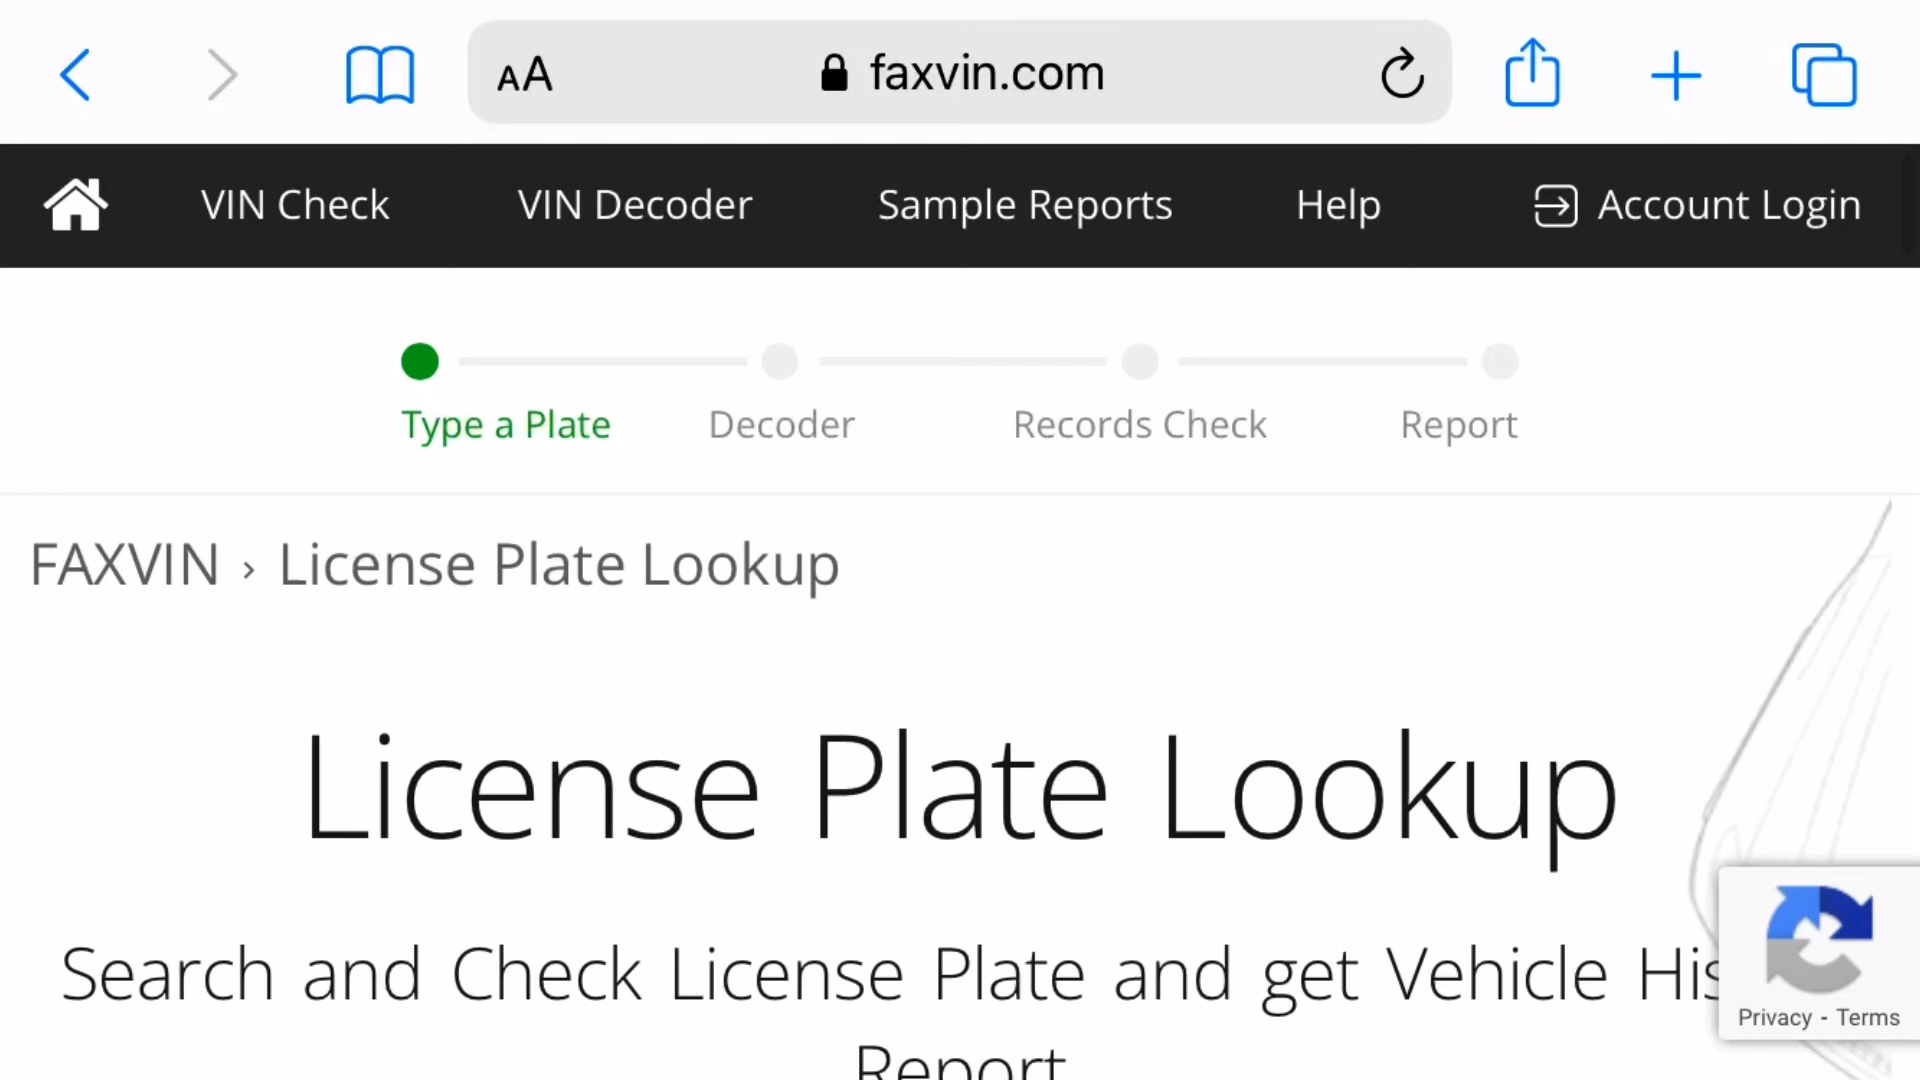 AA faxvin.com
VIN Check VIN Decoder Sample Reports Help Account Login
Type a Plate Decoder Records Check Report
FAXVIN › License Plate Lookup
License Plate Lookup
Search and Check License Plate and get Vehicle
Report
Privacy - Terms